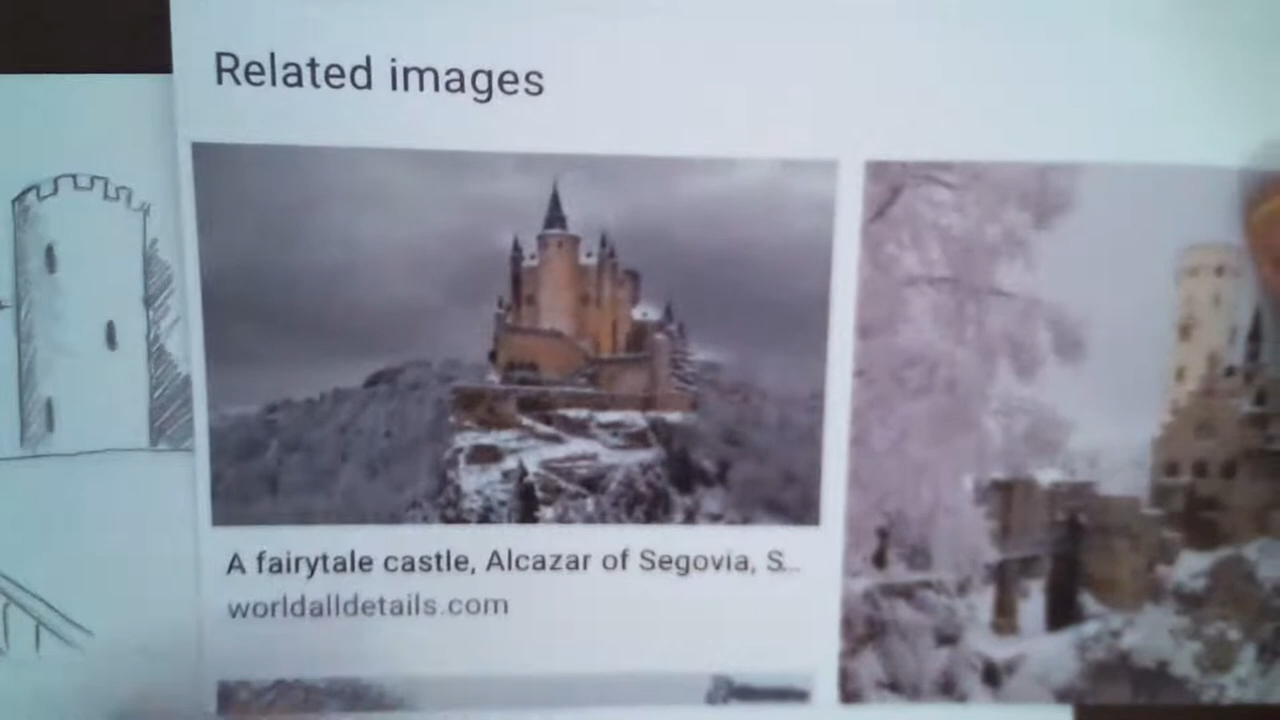 Related images
A fairytale castle, Alcazar of Segovia, S...
worldalldetails.com